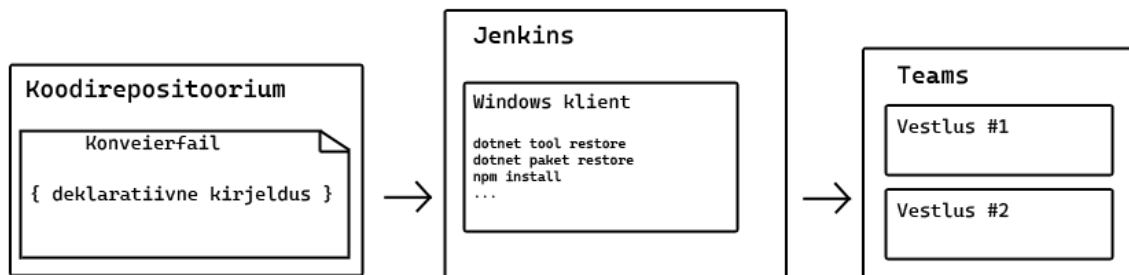 Koodirepositoorium
Konveierfail
{ deklaratiivne kirjeldus }
Jenkins
Windows klient
dotnet tool restore
dotnet paket restore
npm install
...
Teams
Vestlus #1
Vestlus #2